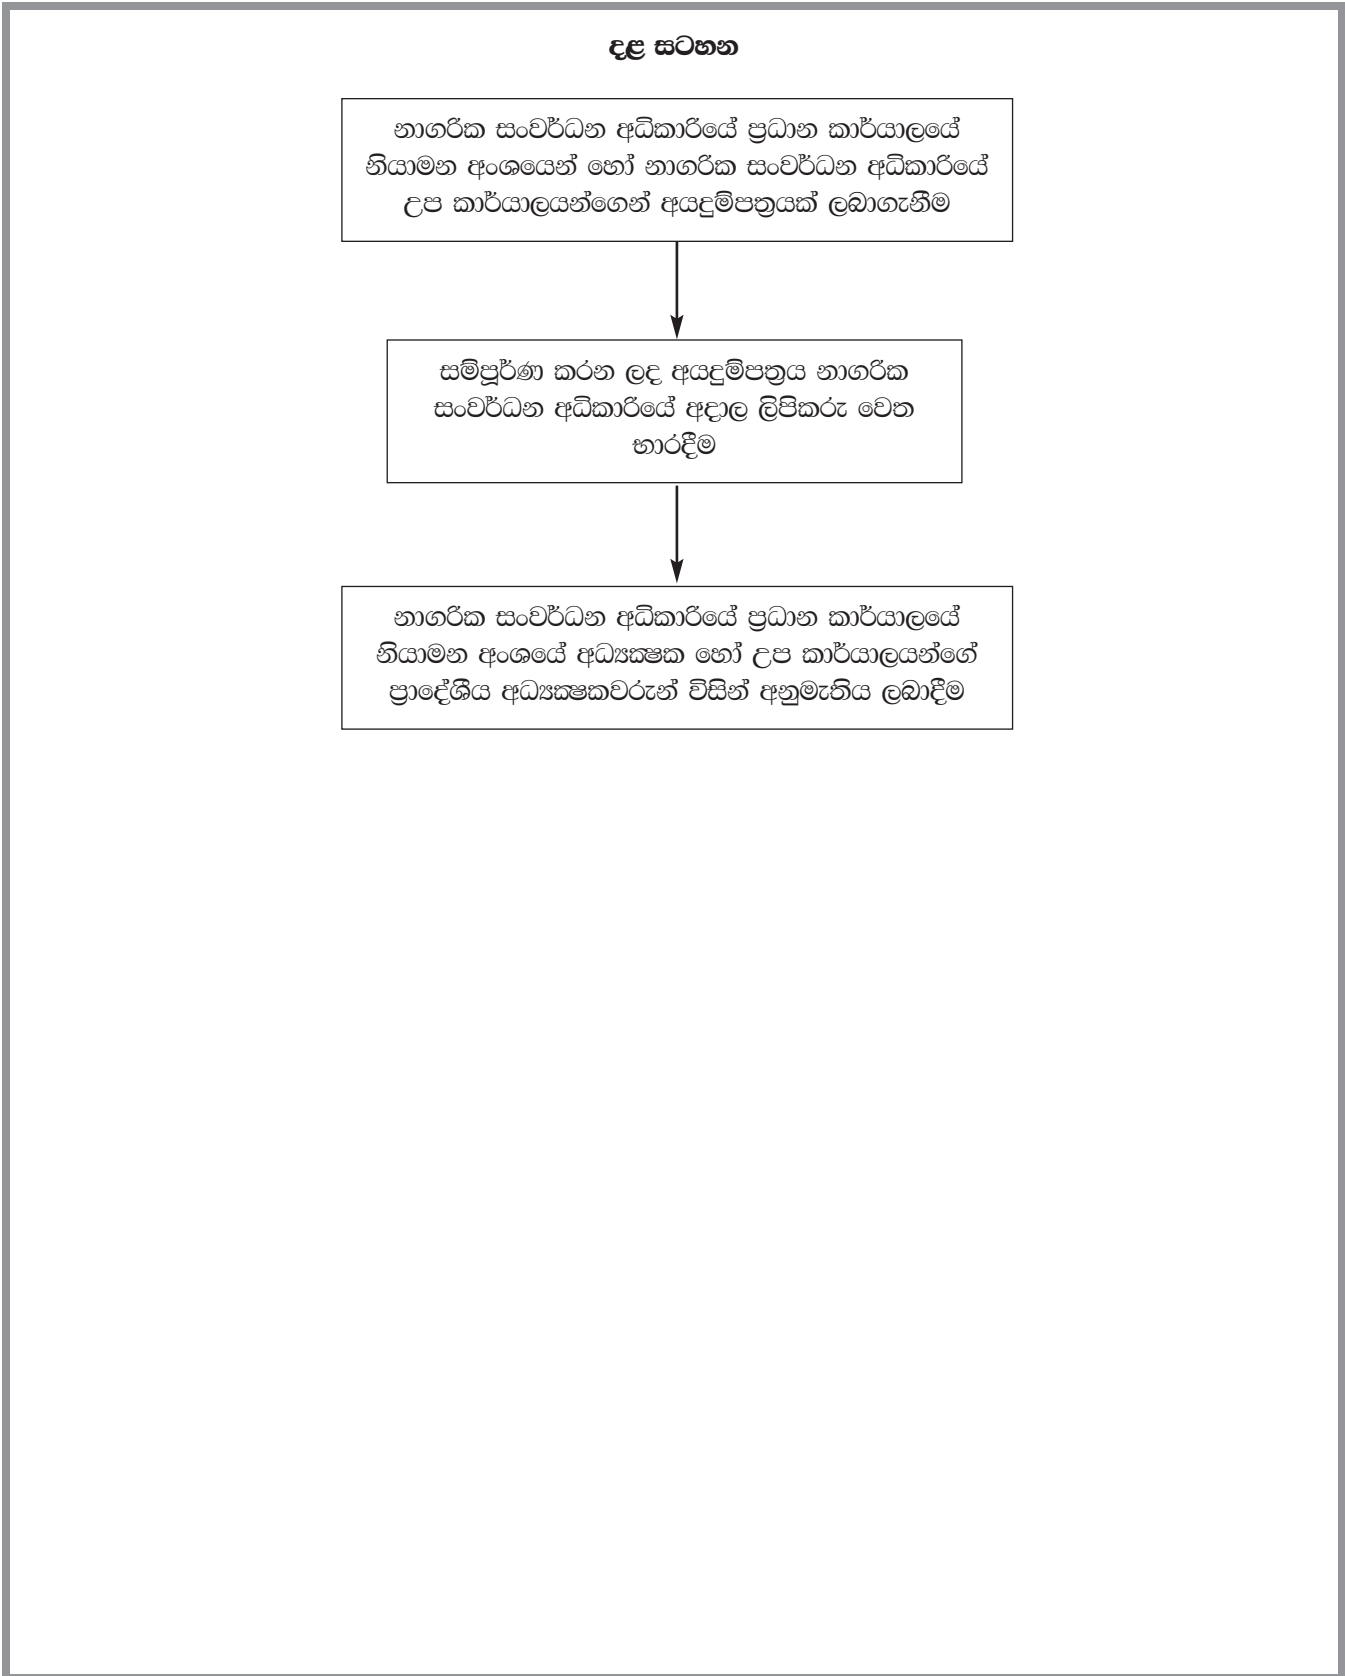 දළ සටහන
නාගරික සංවර්ධන අධිකාරියේ ප්‍රධාන කාර්යාලයේ
නියාමන අංශයෙන් හෝ නාගරික සංවර්ධන අධිකාරියේ
උප කාර්යාලයන්ගෙන් අයදුම්පත්‍රයක් ලබාගැනීම
සම්පූර්ණ කරන ලද අයදුම්පත්‍රය නාගරික
සංවර්ධන අධිකාරියේ අදාල ලිපිකරු වෙත
භාරදීම
නාගරික සංවර්ධන අධිකාරියේ ප්‍රධාන කාර්යාලයේ
නියාමන අංශයේ අධ්‍යක්‍ෂක හෝ උප කාර්යාලයන්ගේ
ප්‍රාදේශීය අධ්‍යක්‍ෂකවරුන් විසින් අනුමැතිය ලබාදීම